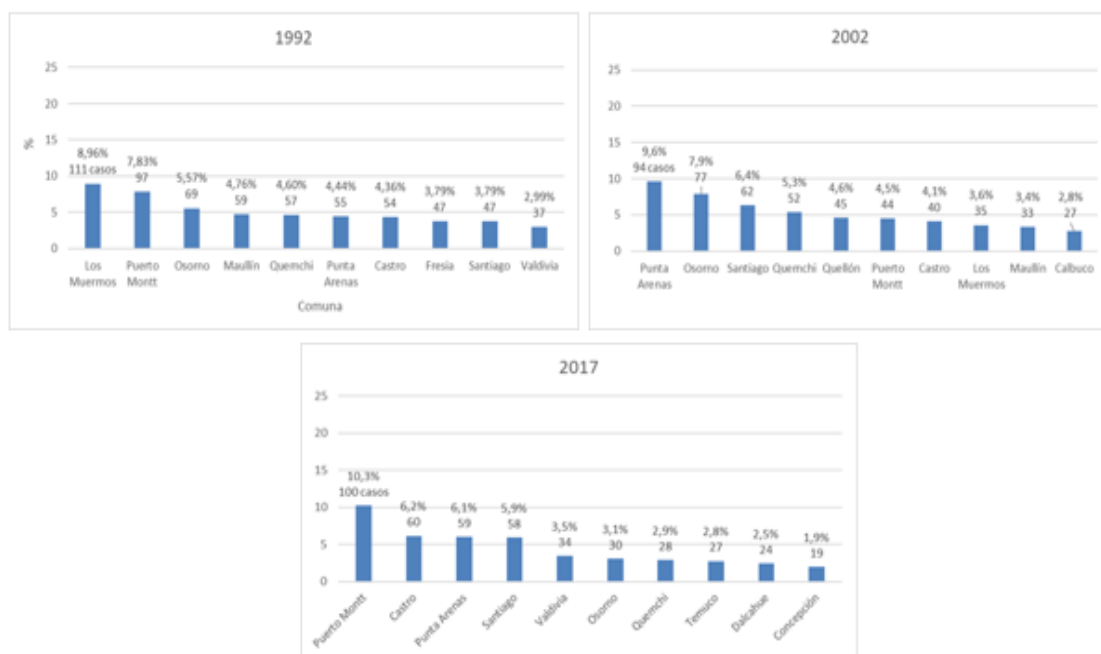 1992
25
20
15
10
5
0
%
8,96% 7,83% 5,57% 4,76% 4,60% 4,44% 4,36% 3,79% 3,79% 2,99%
111 casos 97 69 59 57 55 54 47 47 37
Los Puerto Osorno Maullín Quemchi Punta Castro Fresia Santiago Valdivia
Muermos Montt Arenas
Comuna
2002
25
20
15
10
5
0
9,6% 7,9% 6,4% 5,3% 4,6% 4,5% 4,1% 3,6% 3,4% 2,8%
94 casos 77 62 52 45 44 40 35 33 27
Punta Osorno Santiago Quemchi Quellón Puerto Castro Los Maullín Calbuco
Arenas Montt Muermos
2017
25
20
15
10
5
0
10,3% 6,2% 6,1% 5,9% 3,5% 3,1% 2,9% 2,8% 2,5% 1,9%
100 casos 60 59 58 34 30 28 27 24 19
Puerto Montt Castro Punta Arenas Santiago Valdivia Osorno Quemchi Temuco Dalcahue Concepción